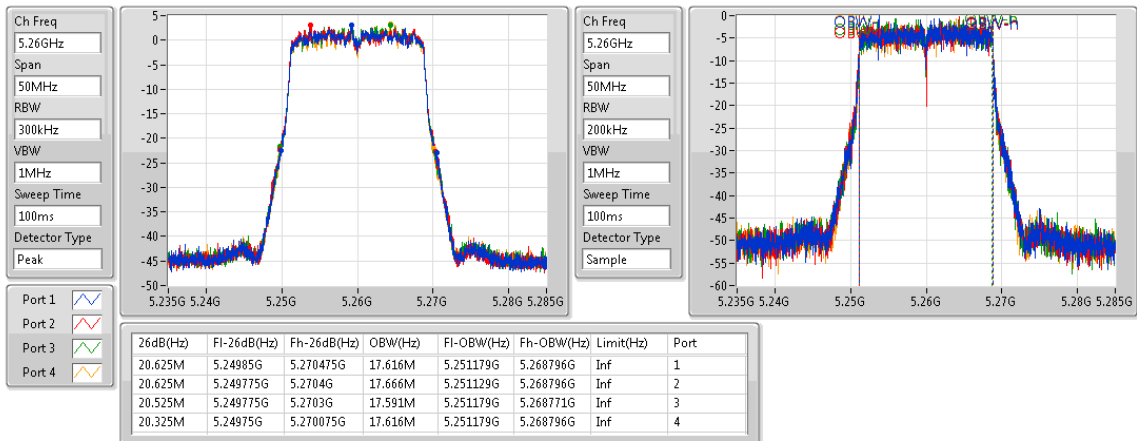 Ch Freq
5.26GHz
Span
50MHz
RBW
300kHz
VBW
1MHz
Sweep Time
100ms
Detector Type
Peak
5
0
-5
-10
-15
-20
-25
-30
-35
-40
-45
-50
5.235G 5.24G 5.25G 5.26G 5.27G 5.28G 5.285G
Ch Freq
5.26GHz
Span
50MHz
RBW
200kHz
VBW
1MHz
Sweep Time
100ms
Detector Type
Sample
0
-5
-10
-15
-20
-25
-30
-35
-40
-45
-50
-55
-60
5.235G 5.24G 5.25G 5.26G 5.27G 5.28G 5.285G
Port 1
Port 2
Port 3
Port 4
26dB(Hz) Fl-26dB(Hz) Fh-26dB(Hz) OBW(Hz) Fl-OBW(Hz) Fh-OBW(Hz) Limit(Hz) Port
20.625M 5.24985G 5.270475G 17.616M 5.251179G 5.268796G Inf 1
20.625M 5.249775G 5.2704G 17.666M 5.251129G 5.268796G Inf 2
20.525M 5.249775G 5.2703G 17.591M 5.251179G 5.268771G Inf 3
20.325M 5.24975G 5.270075G 17.616M 5.251179G 5.268796G Inf 4